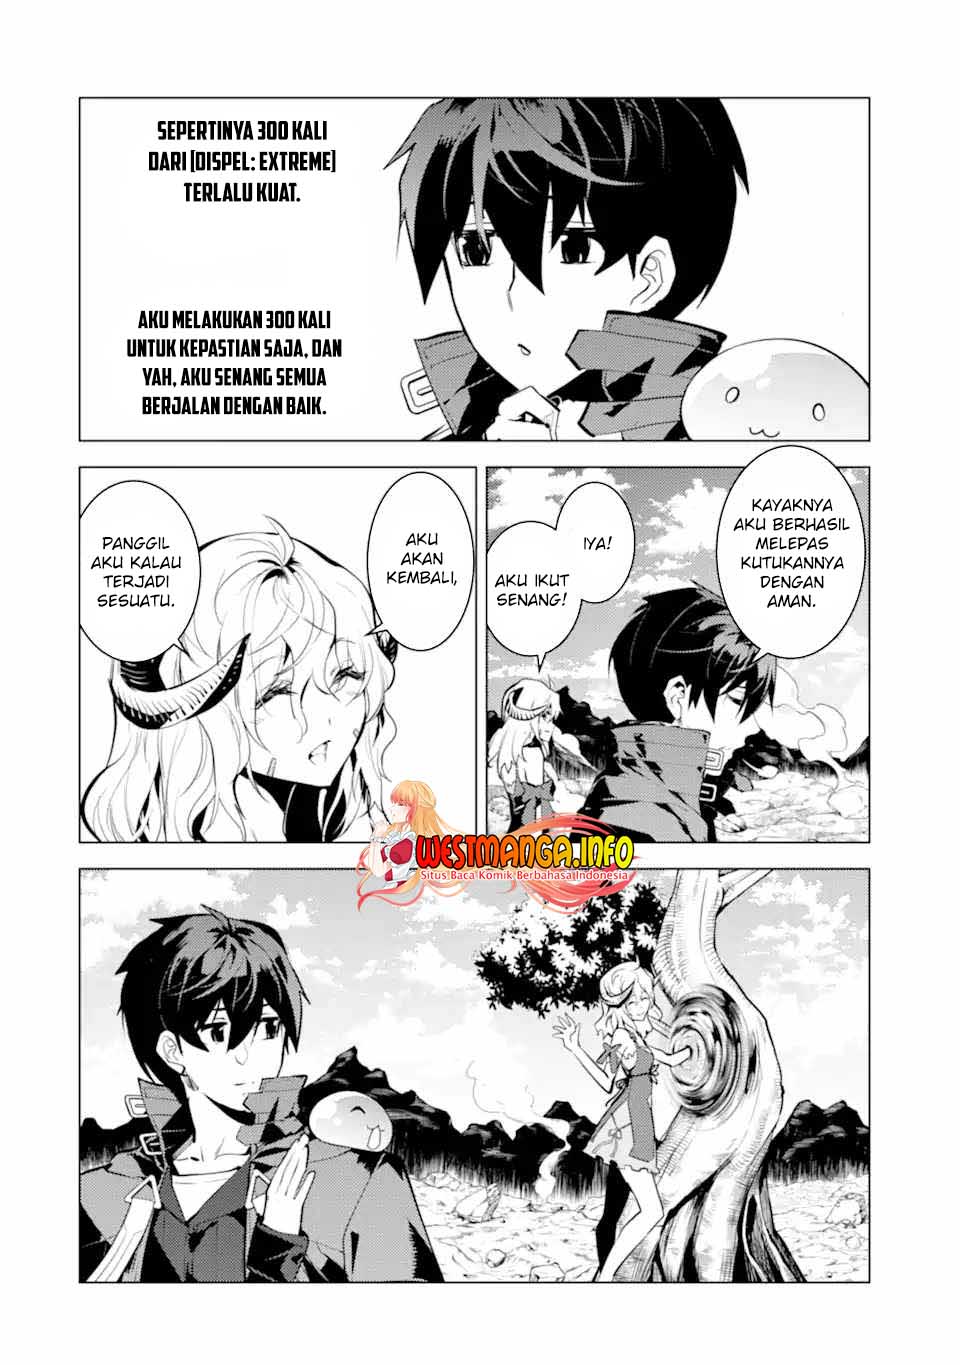 SEPERTINYA 300 KALI
DARI [DISPEL: EXTREME]
TERLALU KUAT.
AKU MELAKUKAN 300 KALI
UNTUK KEPASTIAN SAJA, DAN
YAH, AKU SENANG SEMUA
BERJALAN DENGAN BAIK.
KAYAKNYA
AKU BERHASIL
MELEPAS
KUTUKANNYA
DENGAN
AMAN.
IYA!
AKU IKUT
SENANG!
AKU
AKAN
KEMBALI,
PANGGIL
AKU KALAU
TERJADI
SESUATU.
WESTMANGA.INFO
Situs Baca Komik Berbahasa Indonesia